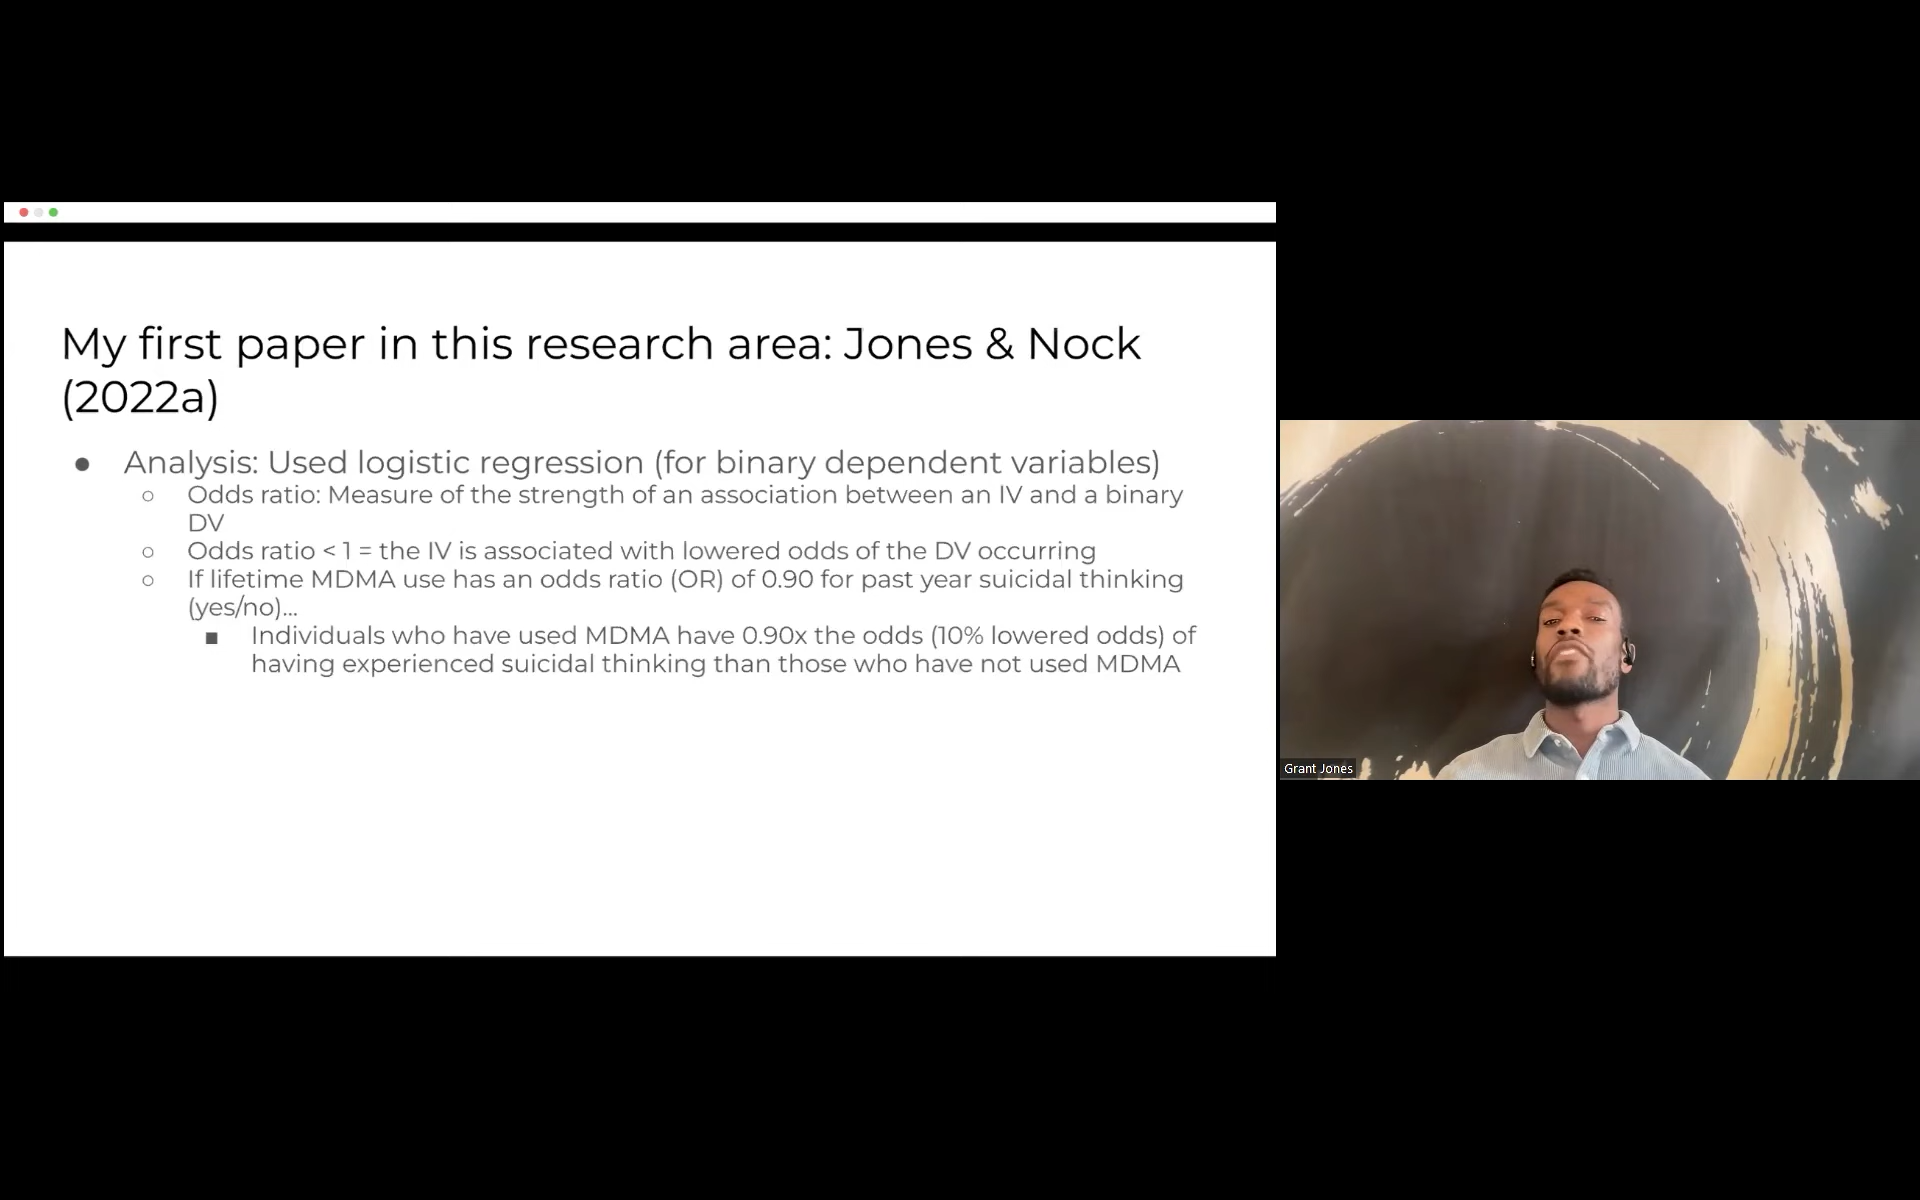 My first paper in this research area: Jones & Nock
(2022a)
● Analysis: Used logistic regression (for binary dependent variables)
○ Odds ratio: Measure of the strength of an association between an IV and a binary
DV
○ Odds ratio < 1 = the IV is associated with lowered odds of the DV occurring
○ If lifetime MDMA use has an odds ratio (OR) of 0.90 for past year suicidal thinking
(yes/no)...
■ Individuals who have used MDMA have 0.90x the odds (10% lowered odds) of
having experienced suicidal thinking than those who have not used MDMA
Grant Jones